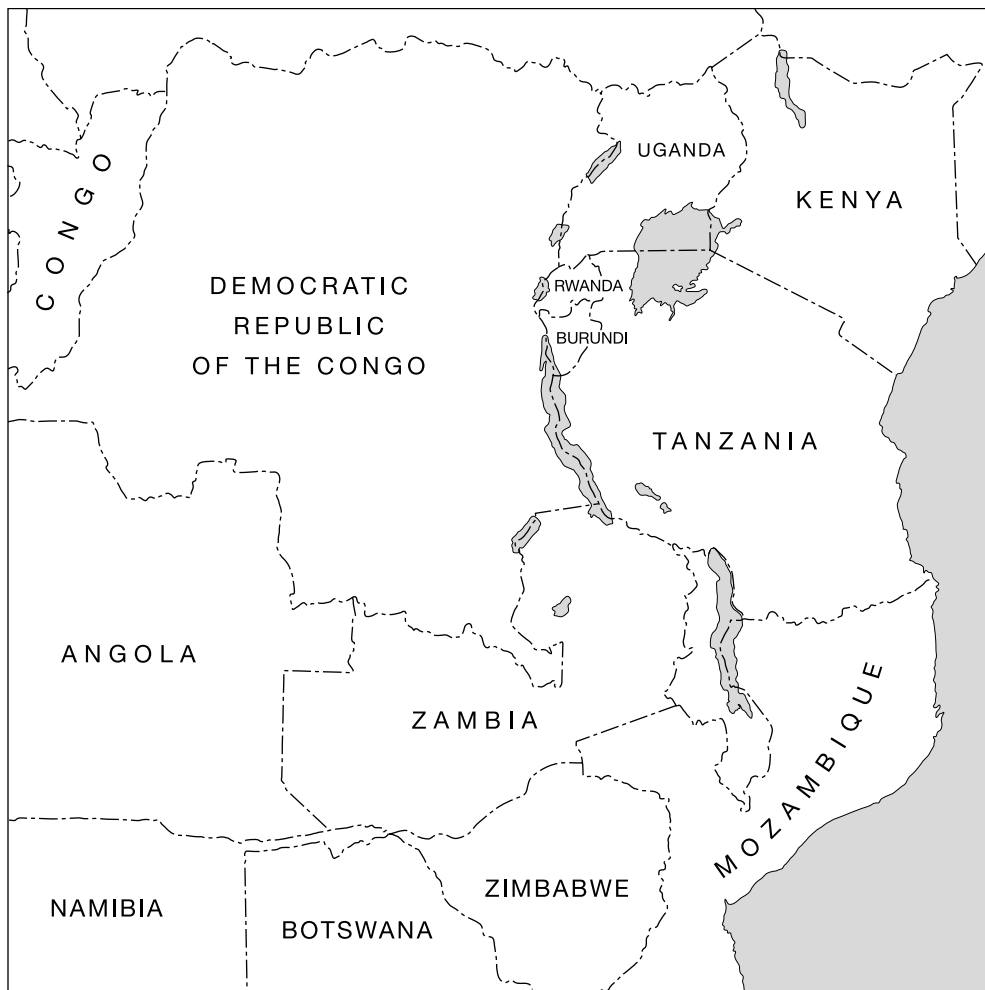 UGANDA
KENYA
CONGO
DEMOCRATIC
REPUBLIC
OF THE CONGO
RWANDA
BURUNDI
TANZANIA
ANGOLA
ZAMBIA
MOZAMBIQUE
NAMIBIA
BOTSWANA
ZIMBABWE